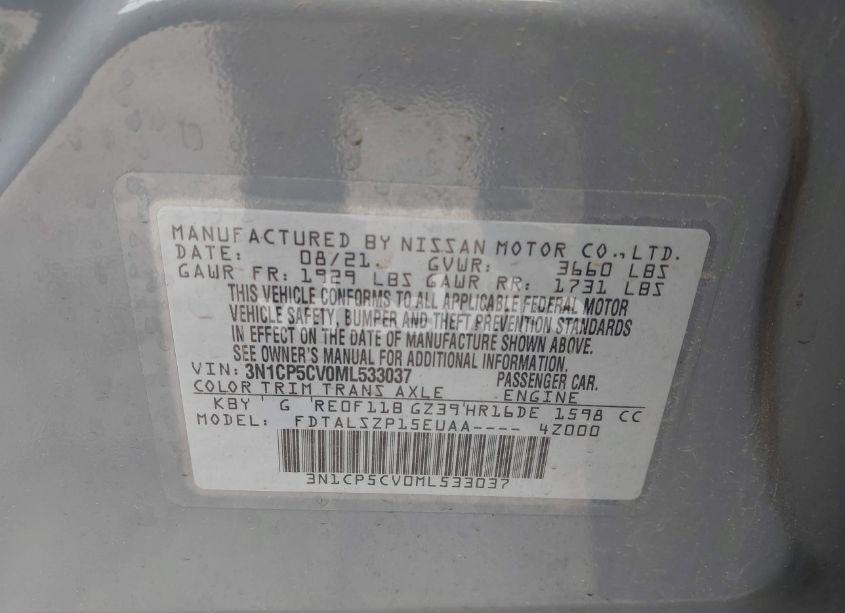 MANUFACTURED BY NISSAN MOTOR CO.,LTD.
DATE: 08/21 GVWR: 3660 LBS
GAWR FR: 1929 LBS GAWR RR: 1731 LBS
THIS VEHICLE CONFORMS TO ALL APPLICABLE FEDERAL MOTOR
VEHICLE SAFETY, BUMPER AND THEFT PREVENTION STANDARDS
IN EFFECT ON THE DATE OF MANUFACTURE SHOWN ABOVE.
SEE OWNER'S MANUAL FOR ADDITIONAL INFORMATION.
VIN: 3N1CP5CV0ML533037 PASSENGER CAR.
COLOR TRIM TRANS AXLE ENGINE
KBY ' G 'RE0F11B GZ39'HR16DE 1598 CC
MODEL: FDTALSZP15EUAA---- 4Z000
3N1CP5CV0ML533037